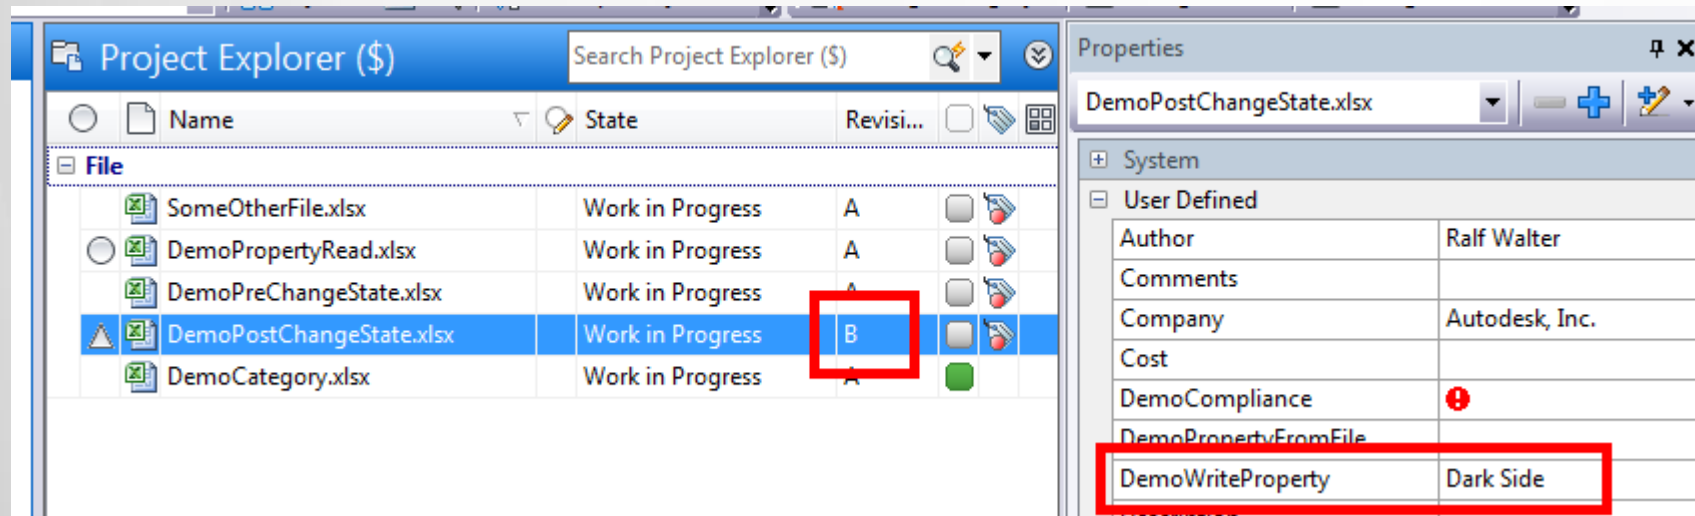 Project Explorer ($)
Search Project Explorer ($)
Name State Revisi...
File
SomeOtherFile.xlsx Work in Progress A
DemoPropertyRead.xlsx Work in Progress A
DemoPreChangeState.xlsx Work in Progress A
DemoPostChangeState.xlsx Work in Progress B
DemoCategory.xlsx Work in Progress A
Properties
DemoPostChangeState.xlsx
System
User Defined
Author Ralf Walter
Comments
Company Autodesk, Inc.
Cost
DemoCompliance
DemoPropertyFromFile
DemoWriteProperty Dark Side